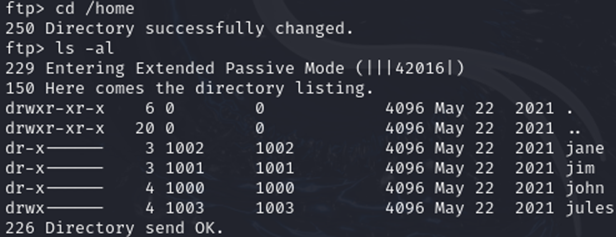 ftp> cd /home
250 Directory successfully changed.
ftp> ls -al
229 Entering Extended Passive Mode (|||42016|)
150 Here comes the directory listing.
drwxr-xr-x    6 0        0            4096 May 22  2021 .
drwxr-xr-x   20 0        0            4096 May 22  2021 ..
dr-x------    3 1002     1002         4096 May 22  2021 jane
dr-x------    3 1001     1001         4096 May 22  2021 jim
dr-x------    4 1000     1000         4096 May 22  2021 john
drwx------    4 1003     1003         4096 May 22  2021 jules
226 Directory send OK.